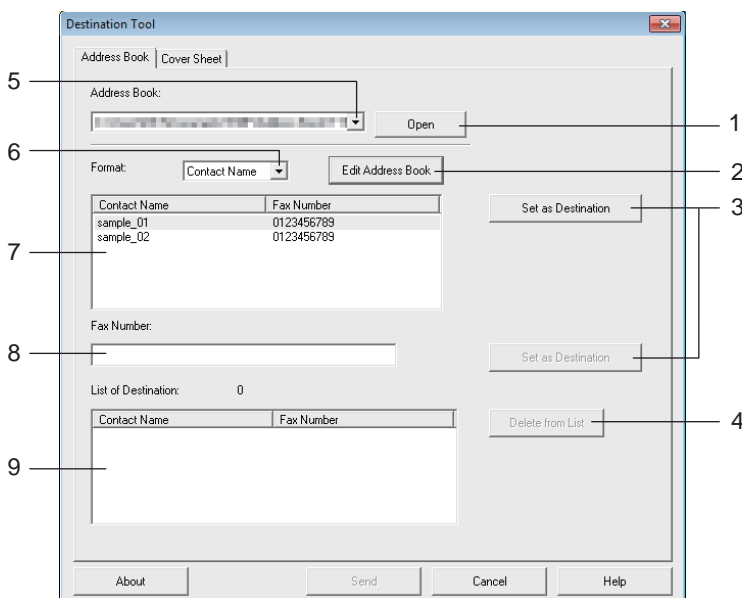 Destination Tool
Address Book Cover Sheet
5
Address Book:
Open 1
6
Format: Contact Name Edit Address Book 2
Contact Name Fax Number Set as Destination 3
sample_01 0123456789
sample_02 0123456789
7
Fax Number:
8 Set as Destination
List of Destination: 0
Contact Name Fax Number Delete from List 4
9
About Send Cancel Help